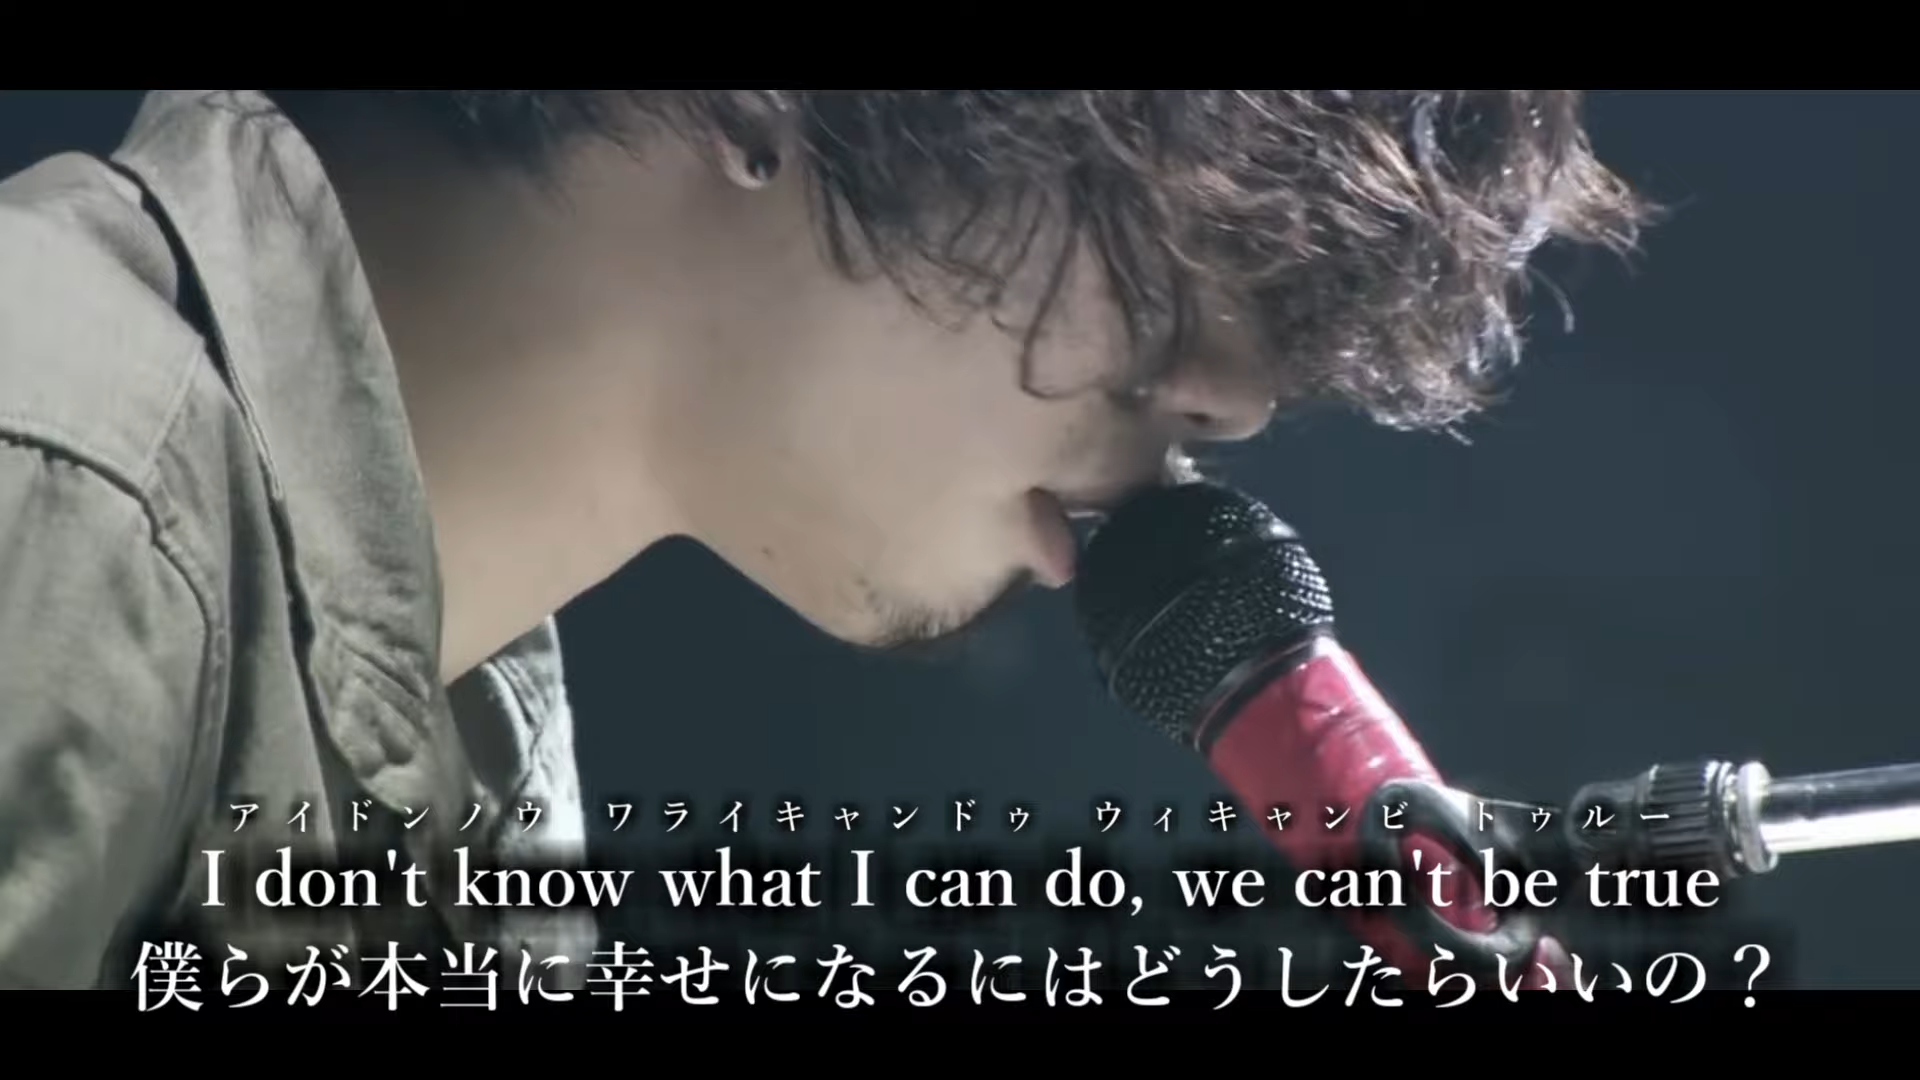 アイドンノウ ワライキャンドゥ ウィキャンビ トゥルー
I don't know what I can do, we can't be true
僕らが本当に幸せになるにはどうしたらいいの？